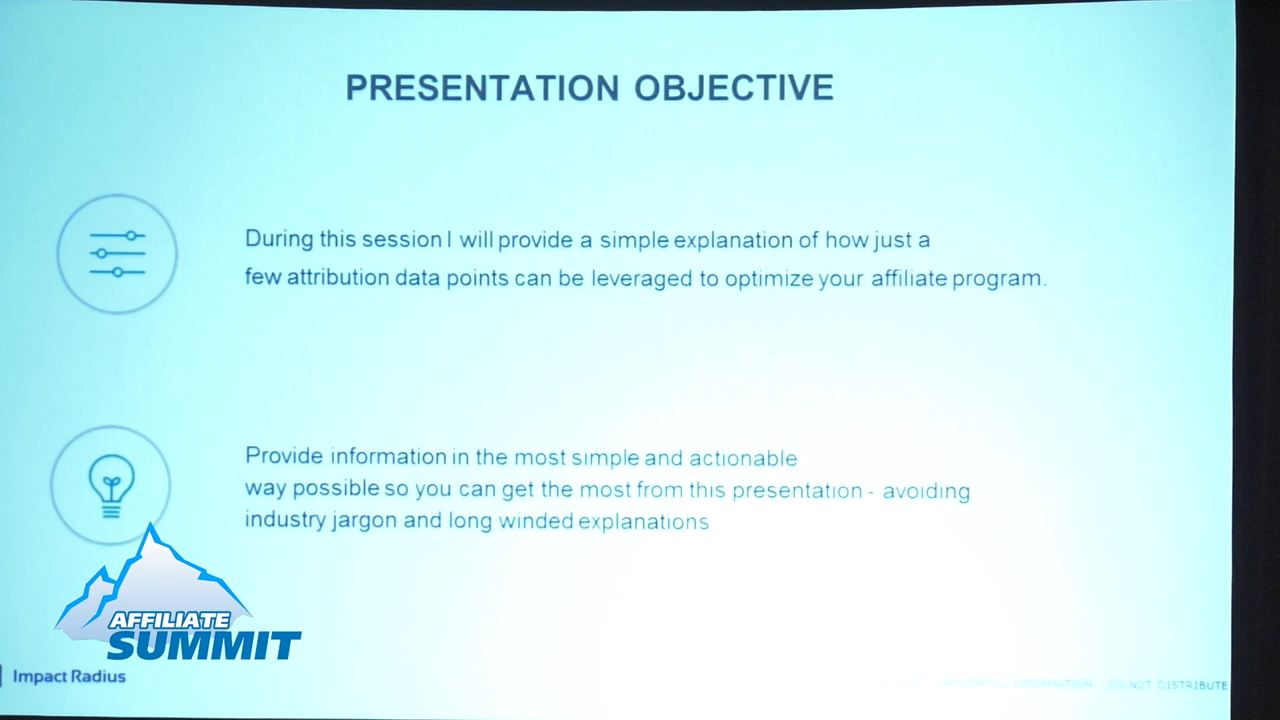 PRESENTATION OBJECTIVE
During this session I will provide a simple explanation of how just a
few attribution data points can be leveraged to optimize your affiliate program.
Provide information in the most simple and actionable
way possible so you can get the most from this presentation - avoiding
industry jargon and long winded explanations
AFFILIATE
SUMMIT
Impact Radius
INFORMATION - DO NOT DISTRIBUTE